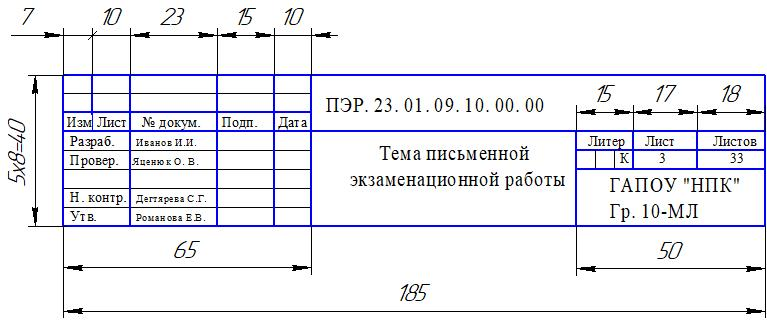 7 10 23 15 10
ПЭР. 23. 01. 09. 10. 00. 00
15 17 18
5x8=40
Изм Лист № докум. Подп. Дата
Разраб. Иванов И.И.
Литер Лист Листов
Провер. Яценюк О. В.
К 3 33
Тема письменной
экзаменационной работы
Н. контр. Дегтярева С.Г.
Утв. Романова Е.В.
ГАПОУ "НПК"
Гр. 10-МЛ
65 50
185